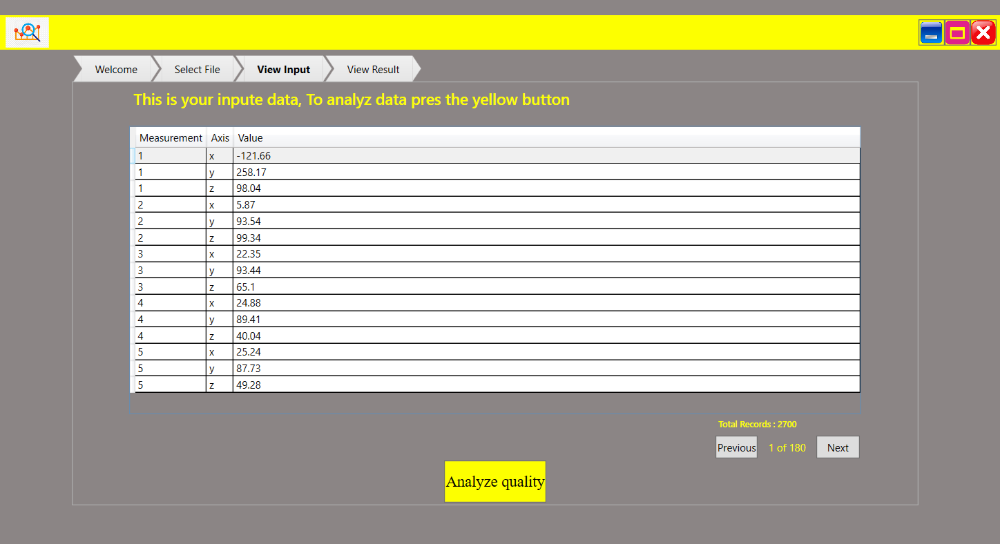 Welcome Select File View Input View Result
This is your inpute data, To analyz data pres the yellow button
Measurement Axis Value
1 x -121.66
1 y 258.17
1 z 98.04
2 x 5.87
2 y 93.54
2 z 99.34
3 x 22.35
3 y 93.44
3 z 65.1
4 x 24.88
4 y 89.41
4 z 40.04
5 x 25.24
5 y 87.73
5 z 49.28
Total Records : 2700
Previous 1 of 180 Next
Analyze quality